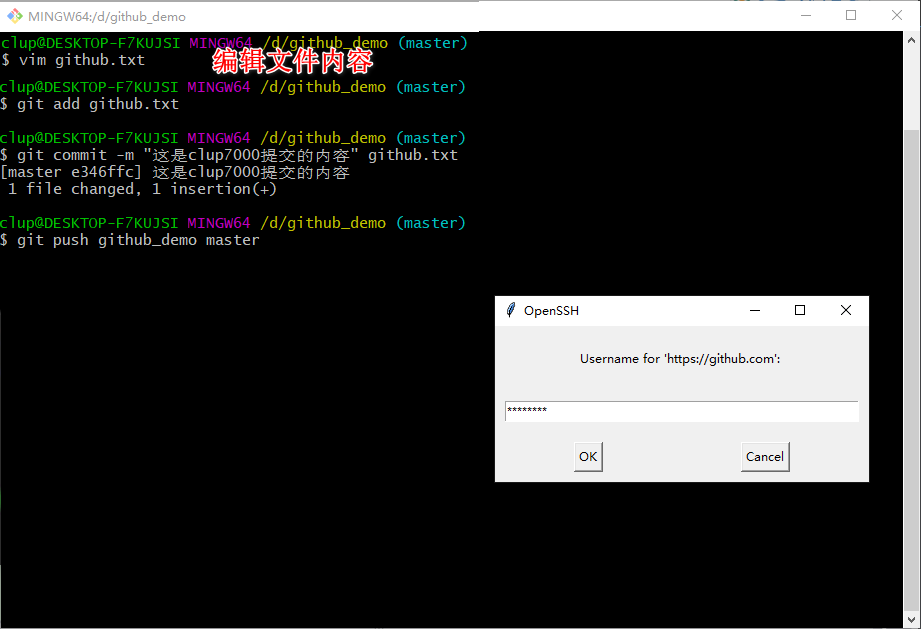 MINGW64:/d/github_demo
clup@DESKTOP-F7KUJSI MINGW64 /d/github_demo (master)
$ vim github.txt
编辑文件内容
clup@DESKTOP-F7KUJSI MINGW64 /d/github_demo (master)
$ git add github.txt
clup@DESKTOP-F7KUJSI MINGW64 /d/github_demo (master)
$ git commit -m "这是clup7000提交的内容" github.txt
[master e346ffc] 这是clup7000提交的内容
1 file changed, 1 insertion(+)
clup@DESKTOP-F7KUJSI MINGW64 /d/github_demo (master)
$ git push github_demo master
OpenSSH
Username for 'https://github.com':
********
OK
Cancel